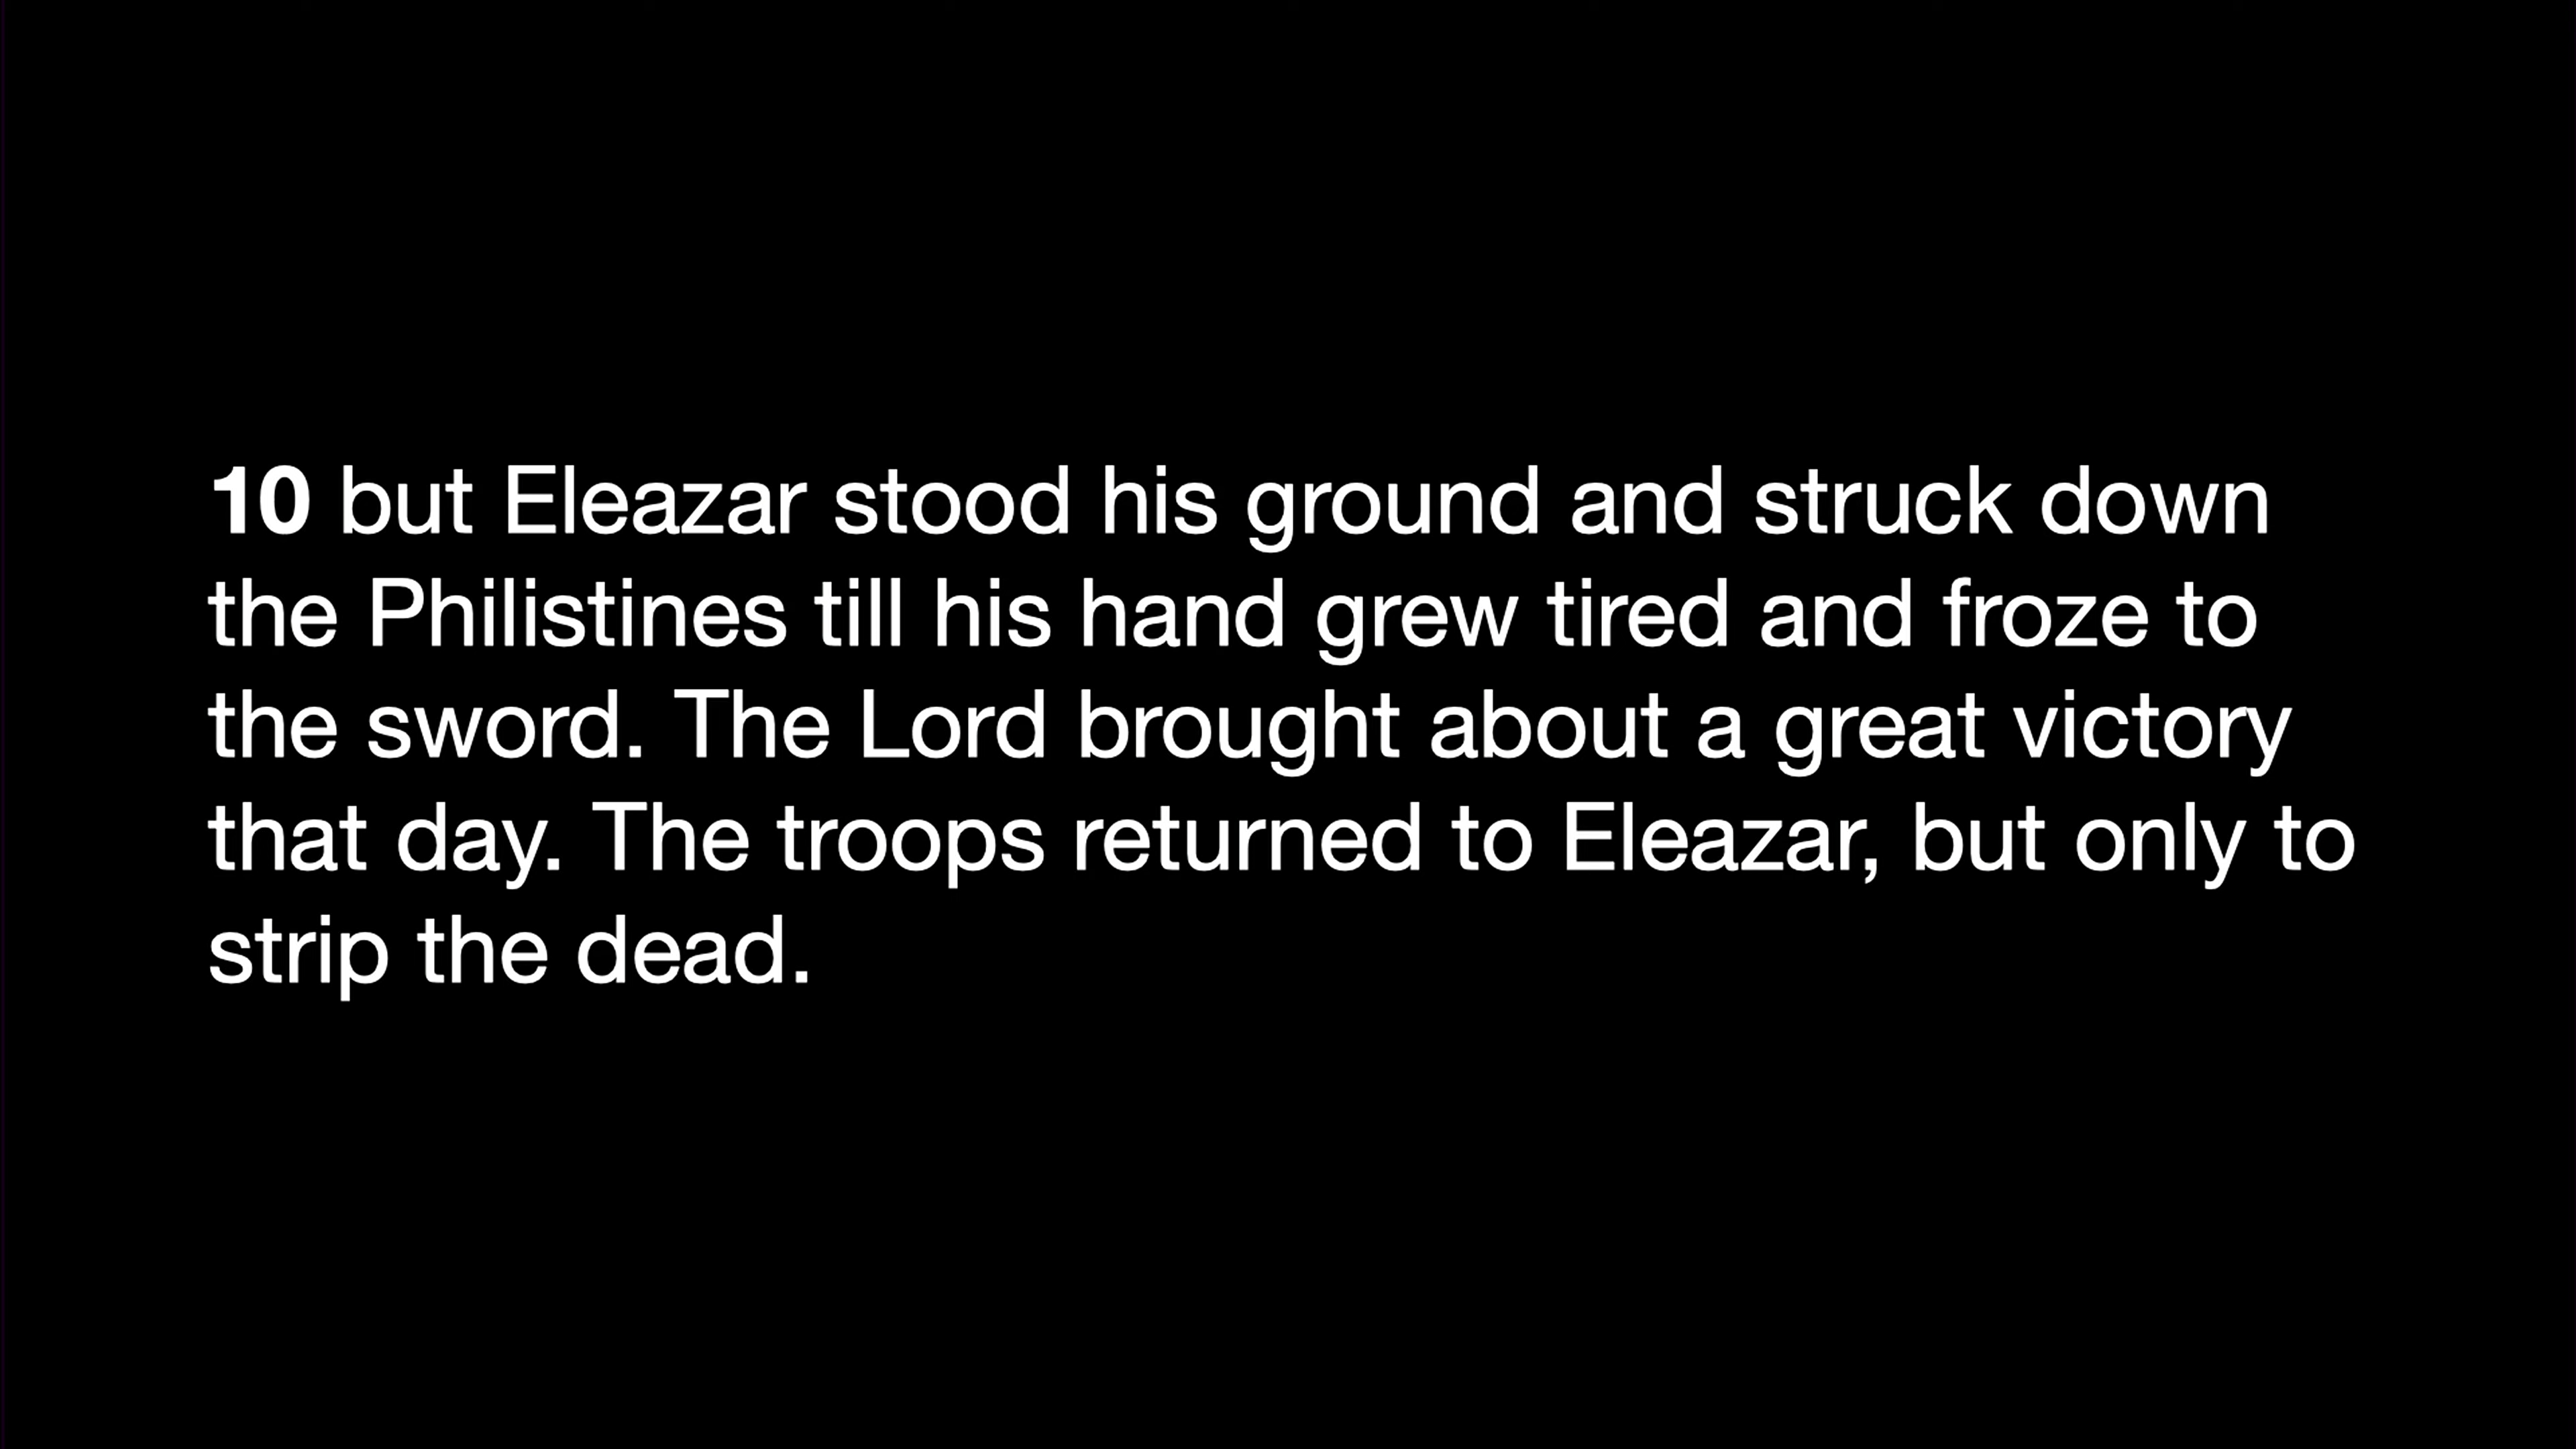 10 but Eleazar stood his ground and struck down
the Philistines till his hand grew tired and froze to
the sword. The Lord brought about a great victory
that day. The troops returned to Eleazar, but only to
strip the dead.